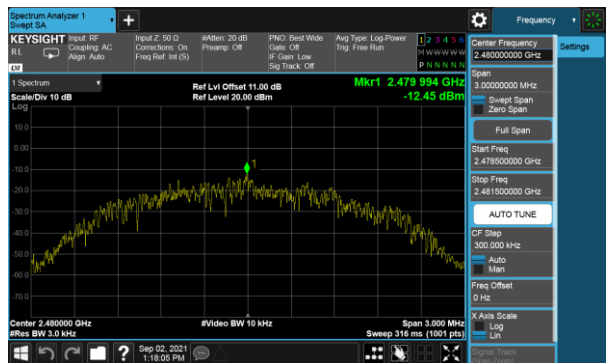 Spectrum Analyzer 1
Swept SA
Frequency
KEYSIGHT
RL
Input: RF
Coupling: AC
Align: Auto
Input Z: 50 Ω
Corrections: On
Freq Ref: Int (S)
#Atten: 20 dB
Preamp: Off
PNO: Best Wide
Gate: Off
IF Gain: Low
Sig Track: Off
Avg Type: Log-Power
Trig: Free Run
1 2 3 4 5 6
M W W W W W
P N N N N N
LXI
1 Spectrum
Scale/Div 10 dB
Log
Ref Lvl Offset 11.00 dB
Ref Level 20.00 dBm
Mkr1 2.479 994 GHz
-12.45 dBm
10.0
0.00
-10.0
-20.0
-30.0
-40.0
-50.0
-60.0
-70.0
1
Center 2.480000 GHz
#Res BW 3.0 kHz
#Video BW 10 kHz
Span 3.000 MHz
Sweep 316 ms (1001 pts)
Sep 02, 2021
1:18:05 PM
Center Frequency
2.480000000 GHz
Settings
Span
3.00000000 MHz
Swept Span
Zero Span
Full Span
Start Freq
2.478500000 GHz
Stop Freq
2.481500000 GHz
AUTO TUNE
CF Step
300.000 kHz
Auto
Man
Freq Offset
0 Hz
X Axis Scale
Log
Lin
Signal Track
(Span Zoom)